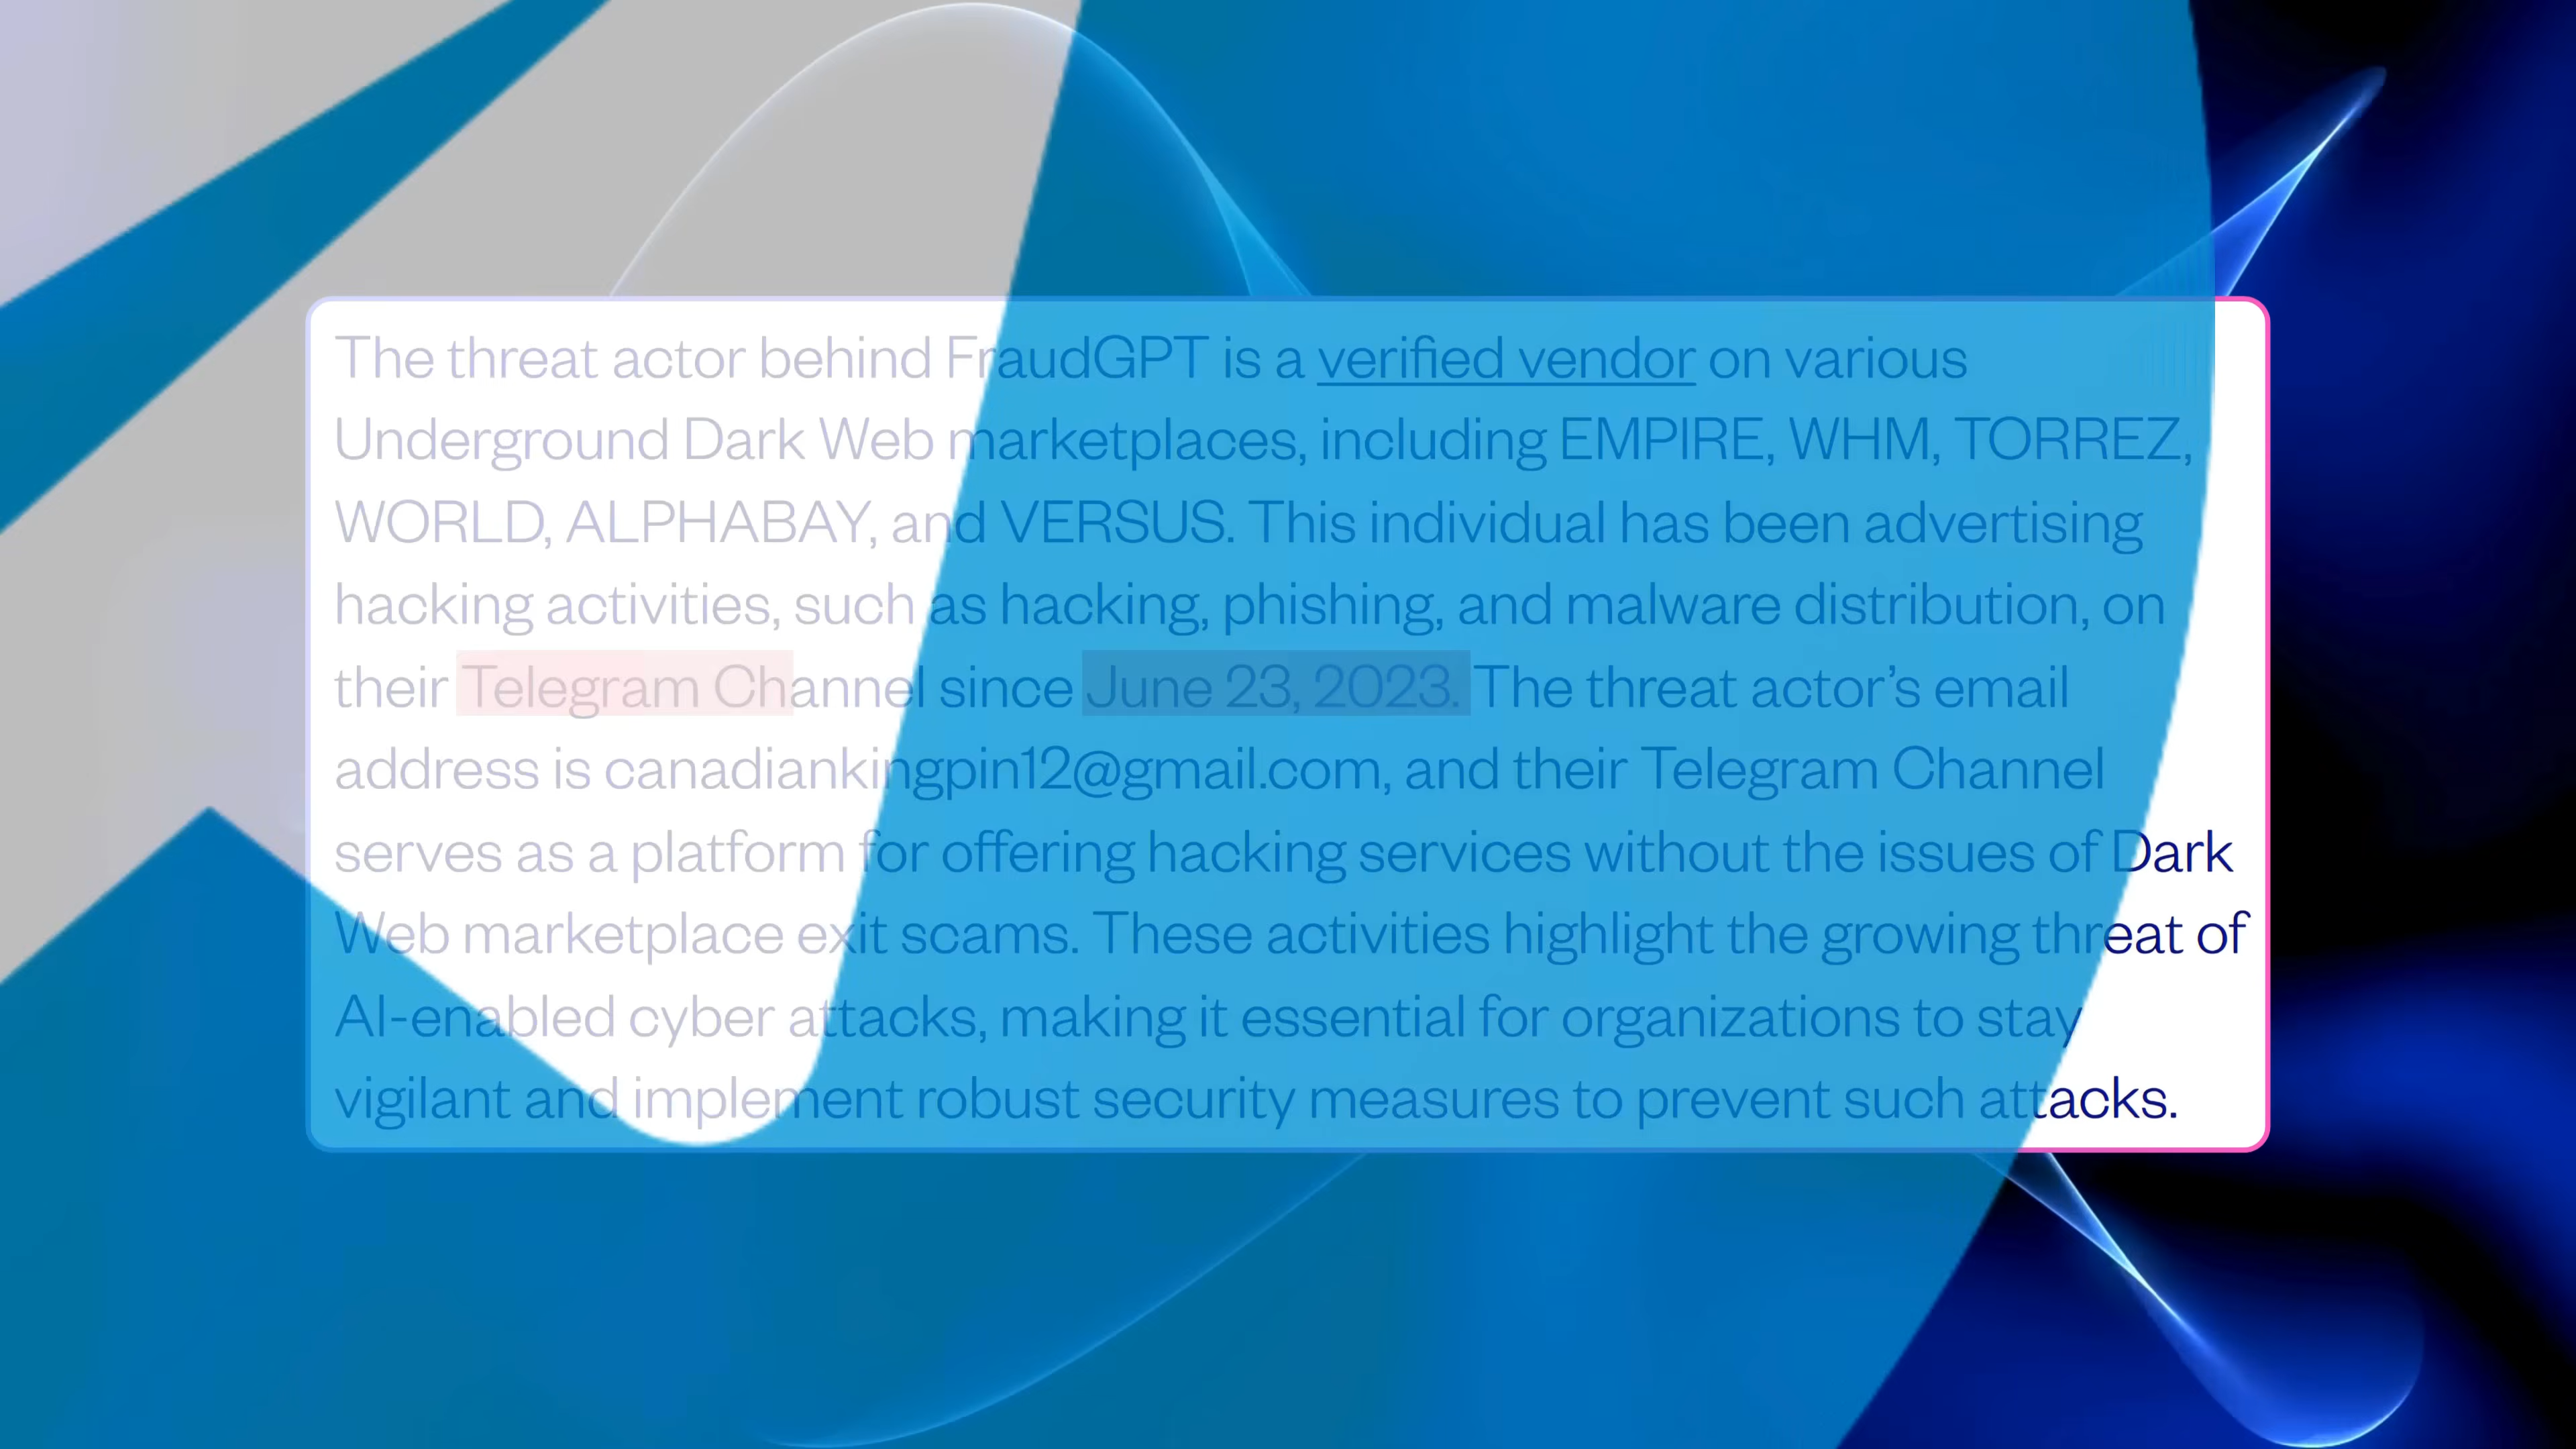 The threat actor behind FraudGPT is a verified vendor on various
Underground Dark Web marketplaces, including EMPIRE, WHM, TORREZ,
WORLD, ALPHABAY, and VERSUS. This individual has been advertising
hacking activities, such as hacking, phishing, and malware distribution, on
their Telegram Channel since June 23, 2023. The threat actor’s email
address is canadiankingpin12@gmail.com, and their Telegram Channel
serves as a platform for offering hacking services without the issues of Dark
Web marketplace exit scams. These activities highlight the growing threat of
AI-enabled cyber attacks, making it essential for organizations to stay
vigilant and implement robust security measures to prevent such attacks.